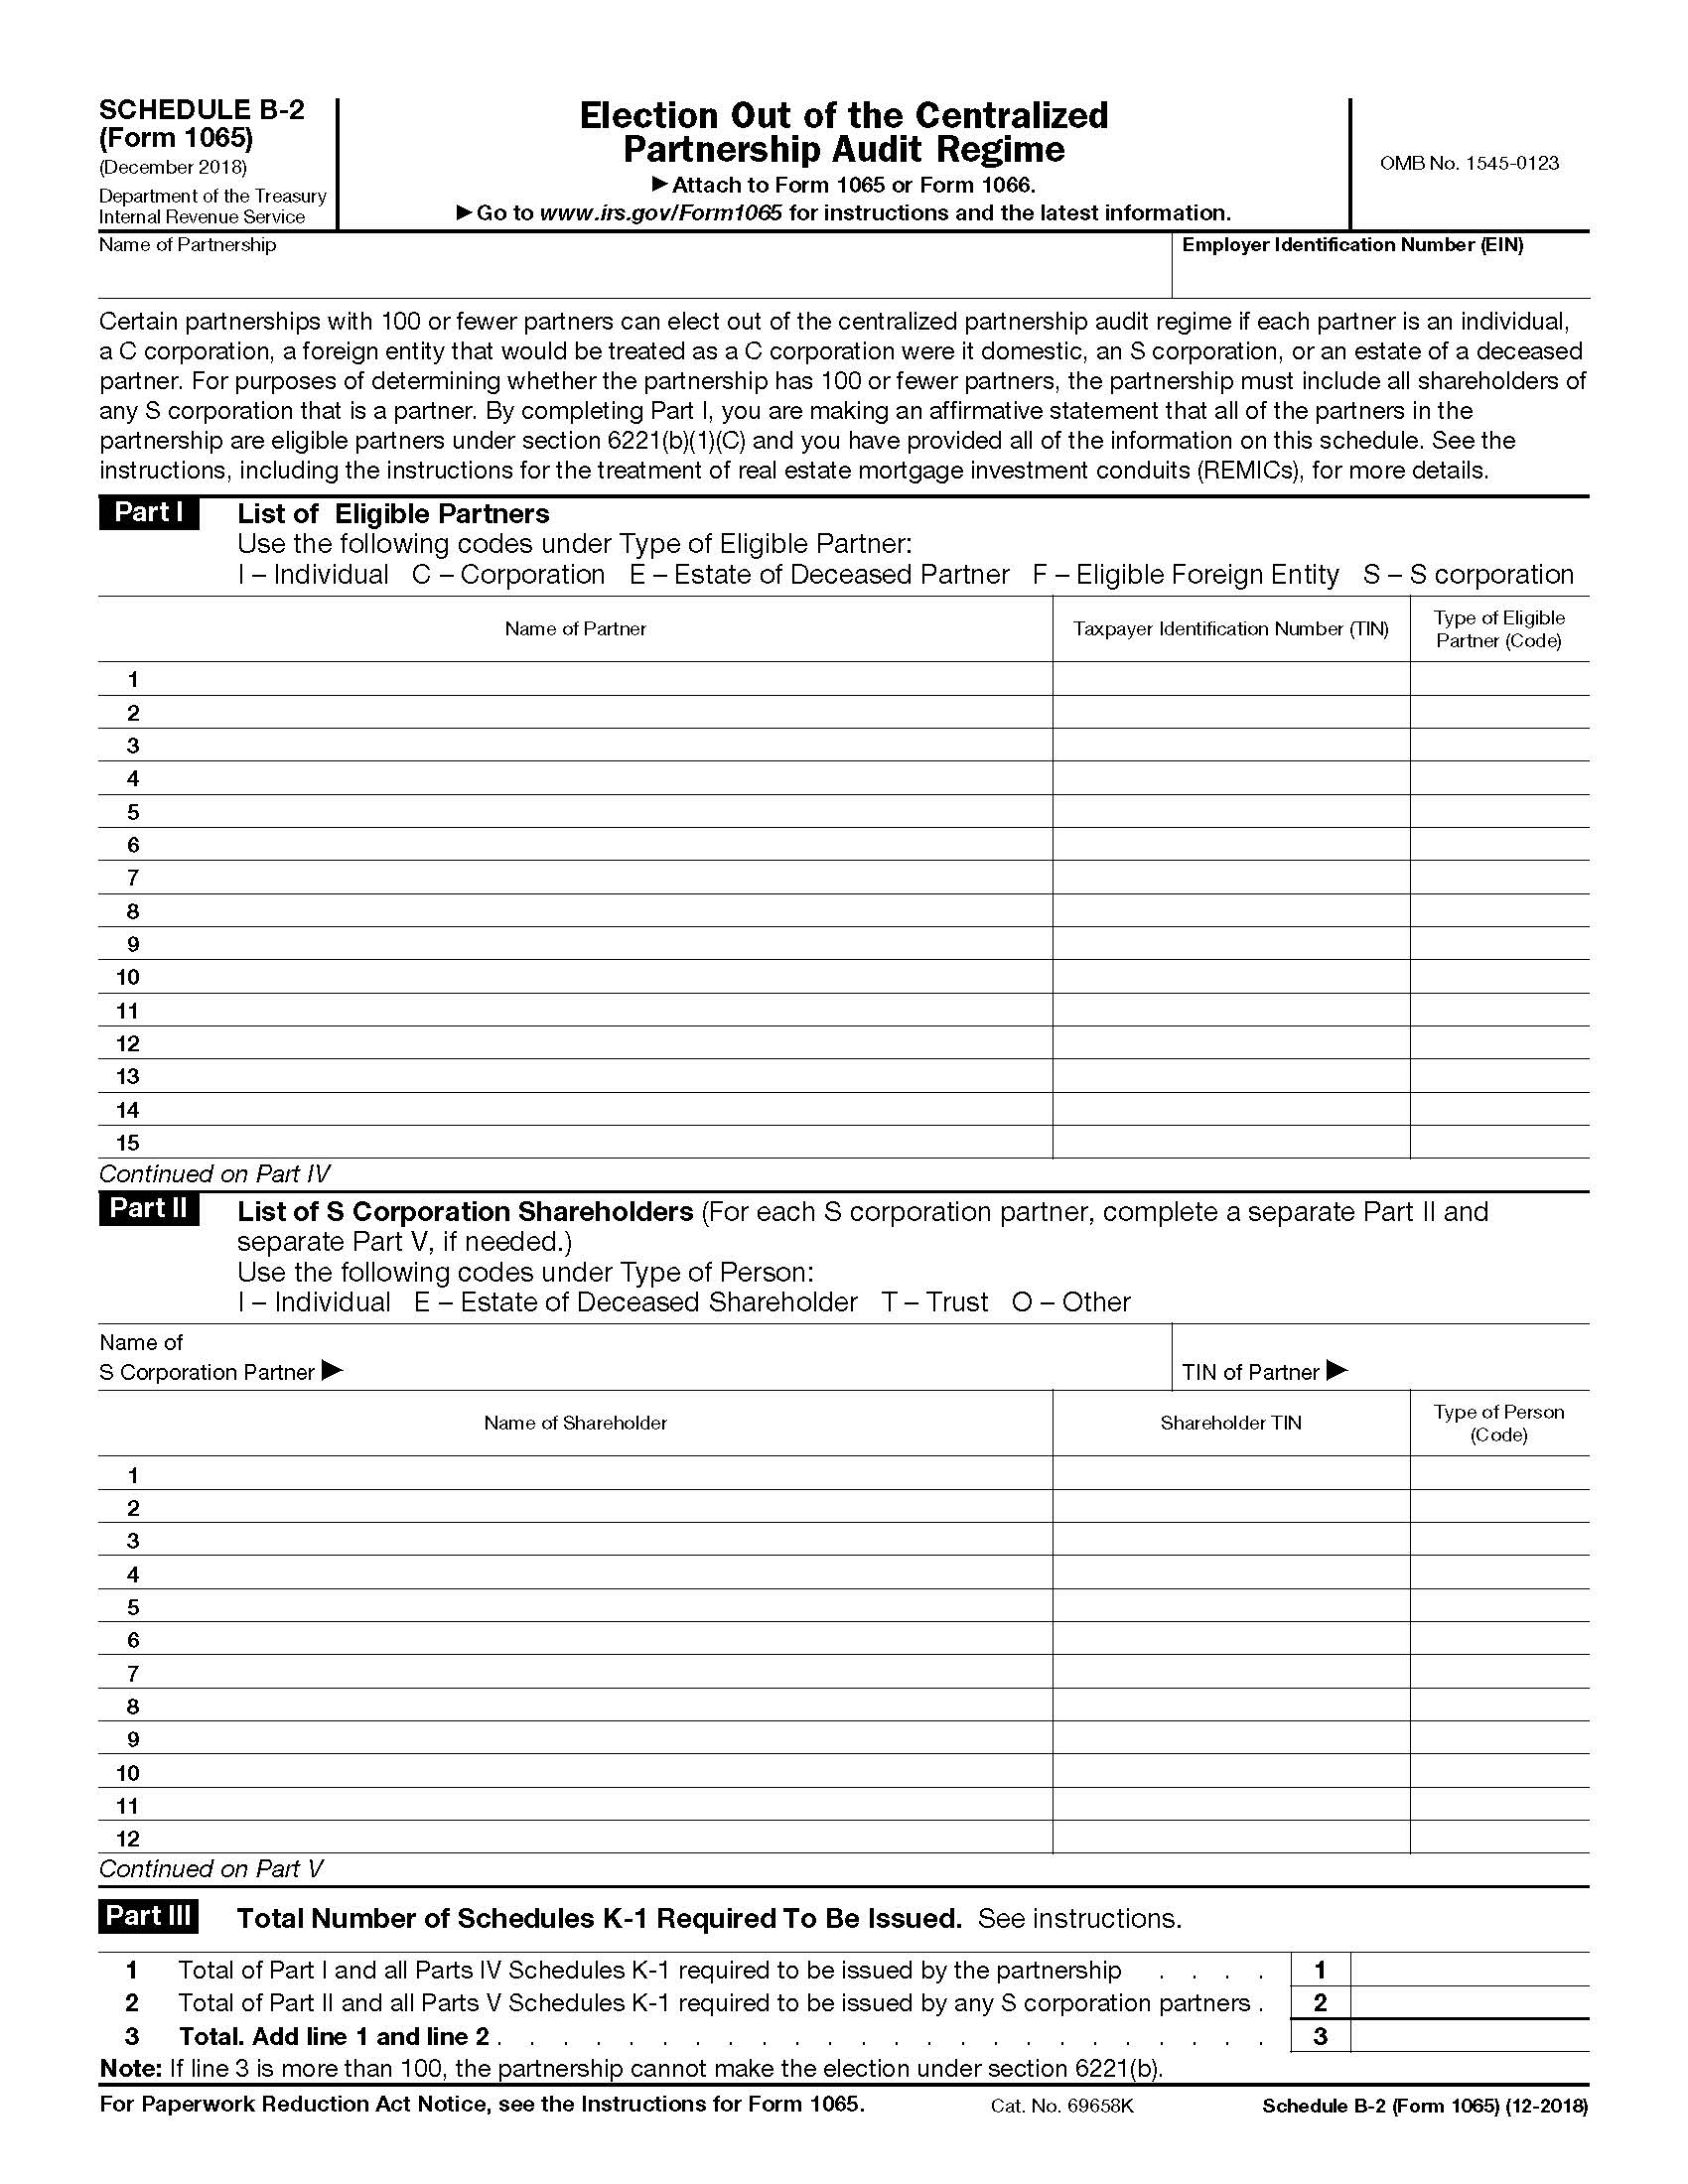 SCHEDULE B-2
(Form 1065)
(December 2018)
Department of the Treasury
Internal Revenue Service
Election Out of the Centralized
Partnership Audit Regime
▶ Attach to Form 1065 or Form 1066.
▶ Go to www.irs.gov/Form1065 for instructions and the latest information.
OMB No. 1545-0123
Name of Partnership
Employer Identification Number (EIN)
Certain partnerships with 100 or fewer partners can elect out of the centralized partnership audit regime if each partner is an individual,
a C corporation, a foreign entity that would be treated as a C corporation were it domestic, an S corporation, or an estate of a deceased
partner. For purposes of determining whether the partnership has 100 or fewer partners, the partnership must include all shareholders of
any S corporation that is a partner. By completing Part I, you are making an affirmative statement that all of the partners in the
partnership are eligible partners under section 6221(b)(1)(C) and you have provided all of the information on this schedule. See the
instructions, including the instructions for the treatment of real estate mortgage investment conduits (REMICs), for more details.
Part I List of Eligible Partners
Use the following codes under Type of Eligible Partner:
I – Individual C – Corporation E – Estate of Deceased Partner F – Eligible Foreign Entity S – S corporation
Name of Partner
Taxpayer Identification Number (TIN)
Type of Eligible
Partner (Code)
1
2
3
4
5
6
7
8
9
10
11
12
13
14
15
Continued on Part IV
Part II List of S Corporation Shareholders (For each S corporation partner, complete a separate Part II and
separate Part V, if needed.)
Use the following codes under Type of Person:
I – Individual E – Estate of Deceased Shareholder T – Trust O – Other
Name of
S Corporation Partner ▶
TIN of Partner ▶
Name of Shareholder
Shareholder TIN
Type of Person
(Code)
1
2
3
4
5
6
7
8
9
10
11
12
Continued on Part V
Part III Total Number of Schedules K-1 Required To Be Issued. See instructions.
1 Total of Part I and all Parts IV Schedules K-1 required to be issued by the partnership . . . . 1
2 Total of Part II and all Parts V Schedules K-1 required to be issued by any S corporation partners . 2
3 Total. Add line 1 and line 2 . . . . . . . . . . . . . . . . . . . . . . . . 3
Note: If line 3 is more than 100, the partnership cannot make the election under section 6221(b).
For Paperwork Reduction Act Notice, see the Instructions for Form 1065. Cat. No. 69658K Schedule B-2 (Form 1065) (12-2018)